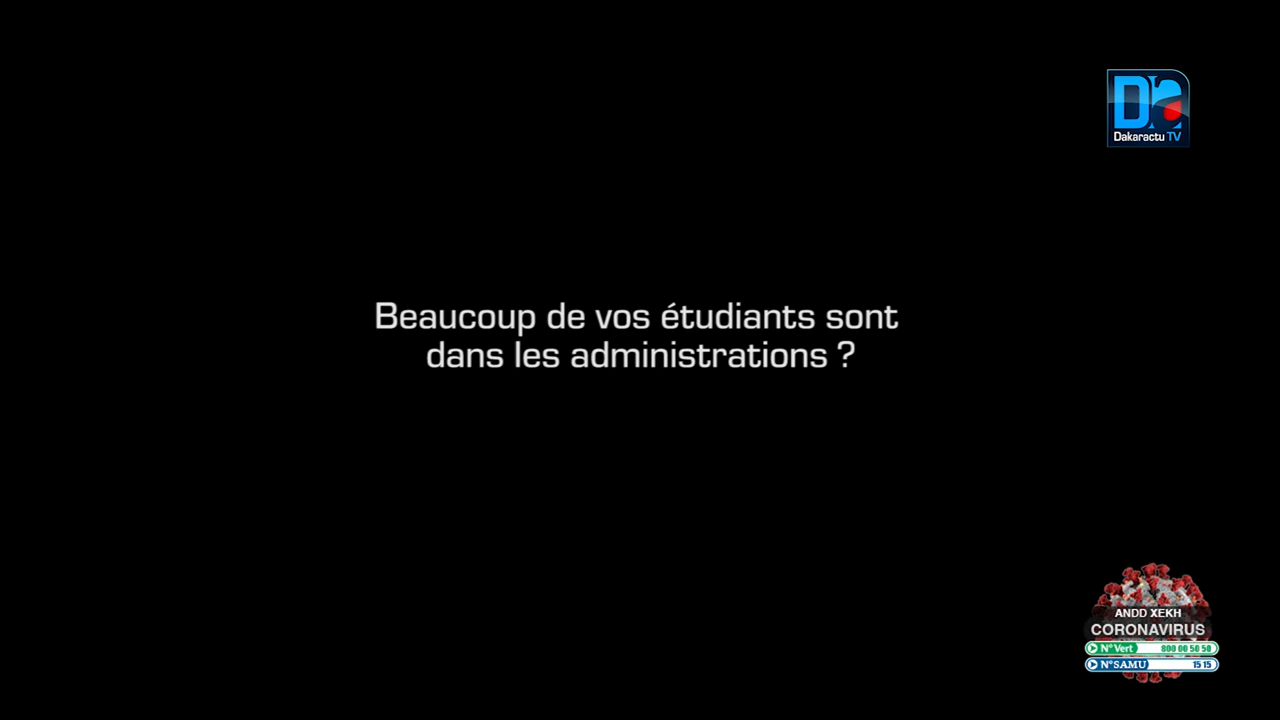 Dakaractu TV
Beaucoup de vos étudiants sont
dans les administrations ?
ANDD XEKH
CORONAVIRUS
N° Vert 800 00 50 50
N°SAMU 15 15